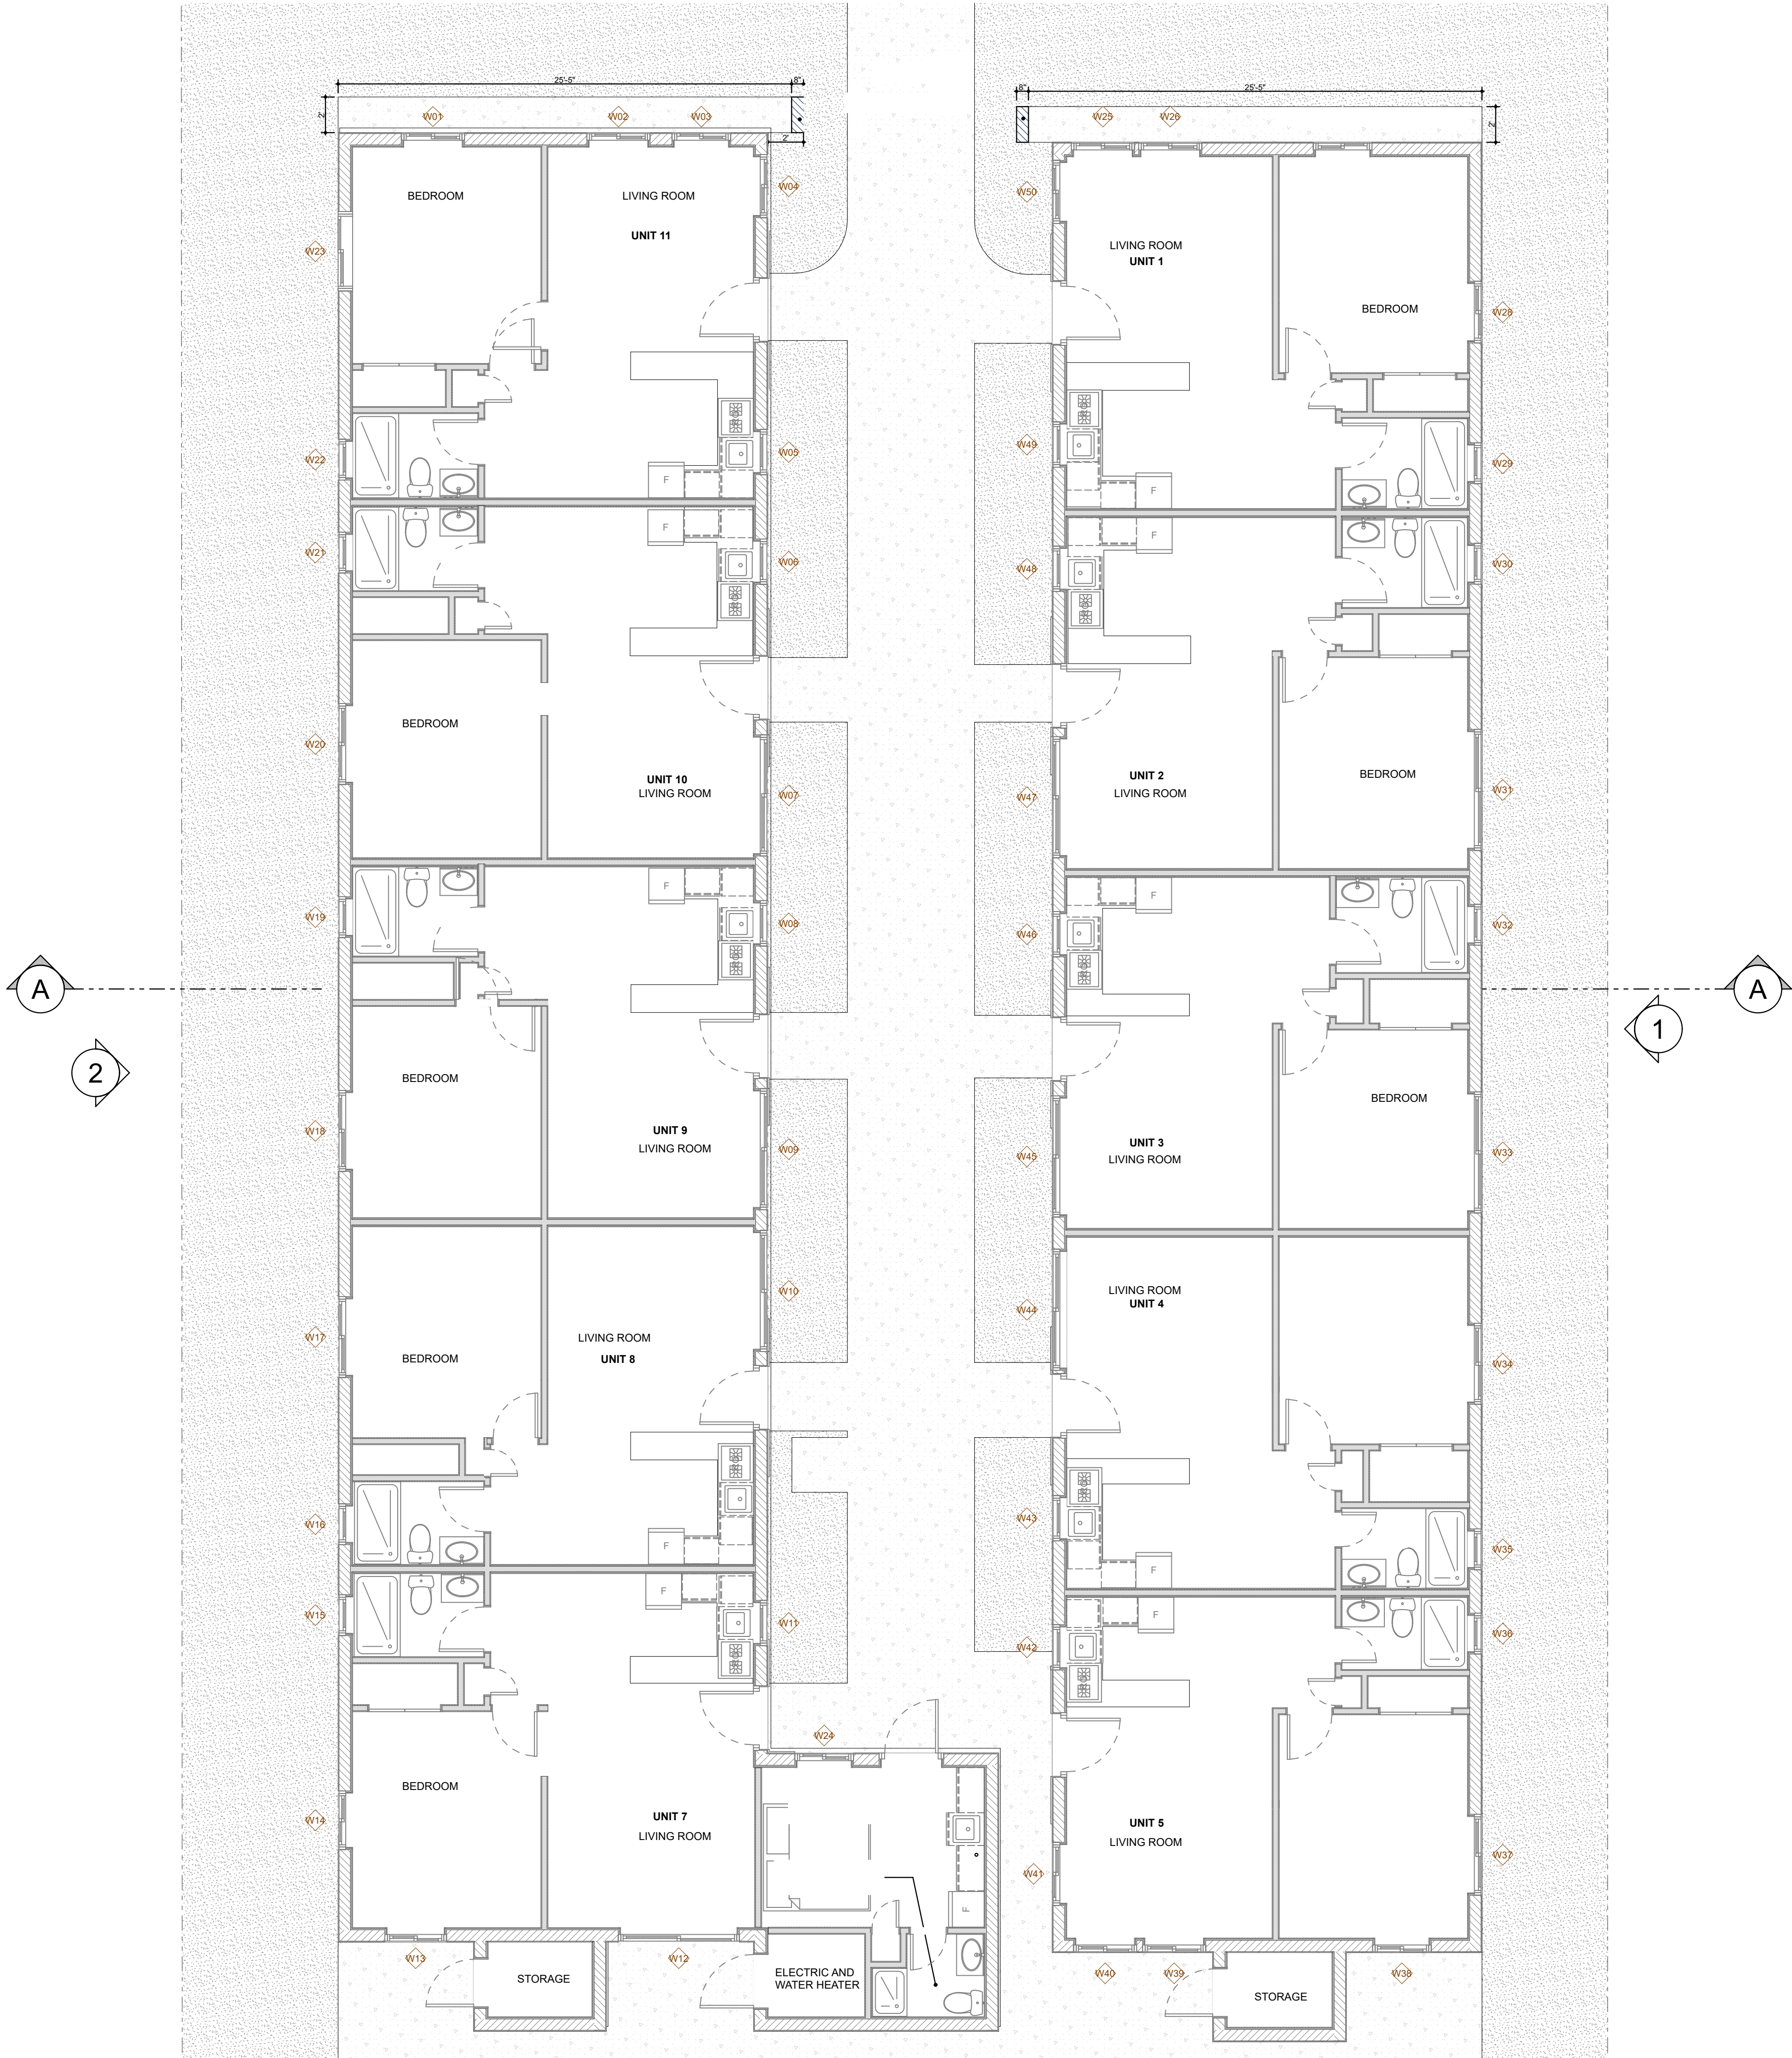 25'-5"
8"
8"
25'-5"
2'
W01
W02
W03
2'
W25
W26
2'
W04
W50
BEDROOM
LIVING ROOM
UNIT 11
LIVING ROOM
UNIT 1
W23
BEDROOM
W28
W22
F
W05
W49
F
W29
W21
F
W06
W48
F
W30
BEDROOM
W20
UNIT 10
LIVING ROOM
W07
W47
UNIT 2
LIVING ROOM
BEDROOM
W31
W19
F
W08
W46
F
W32
A
A
2
1
BEDROOM
W18
UNIT 9
LIVING ROOM
W09
W45
UNIT 3
LIVING ROOM
BEDROOM
W33
W10
W44
LIVING ROOM
UNIT 4
W17
BEDROOM
LIVING ROOM
UNIT 8
W34
W16
F
W43
F
W35
W15
F
W11
W42
F
W36
W24
BEDROOM
W14
UNIT 7
LIVING ROOM
UNIT 5
LIVING ROOM
W41
W37
F
W13
W12
W40
W39
W38
STORAGE
ELECTRIC AND
WATER HEATER
STORAGE